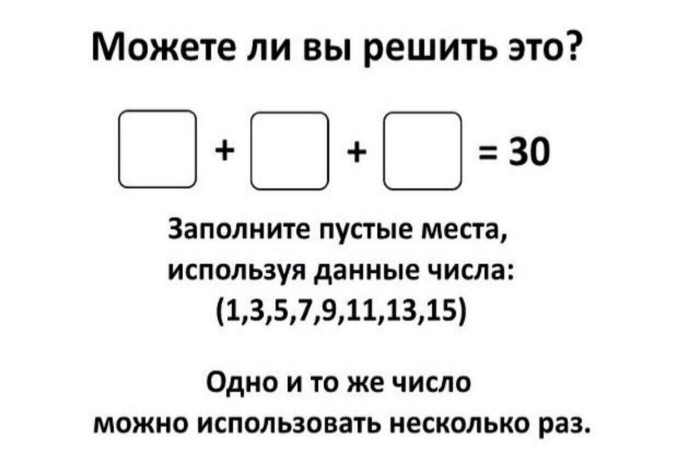 Можете ли вы решить это?
+ + = 30
Заполните пустые места,
используя данные числа:
(1,3,5,7,9,11,13,15)
Одно и то же число
можно использовать несколько раз.